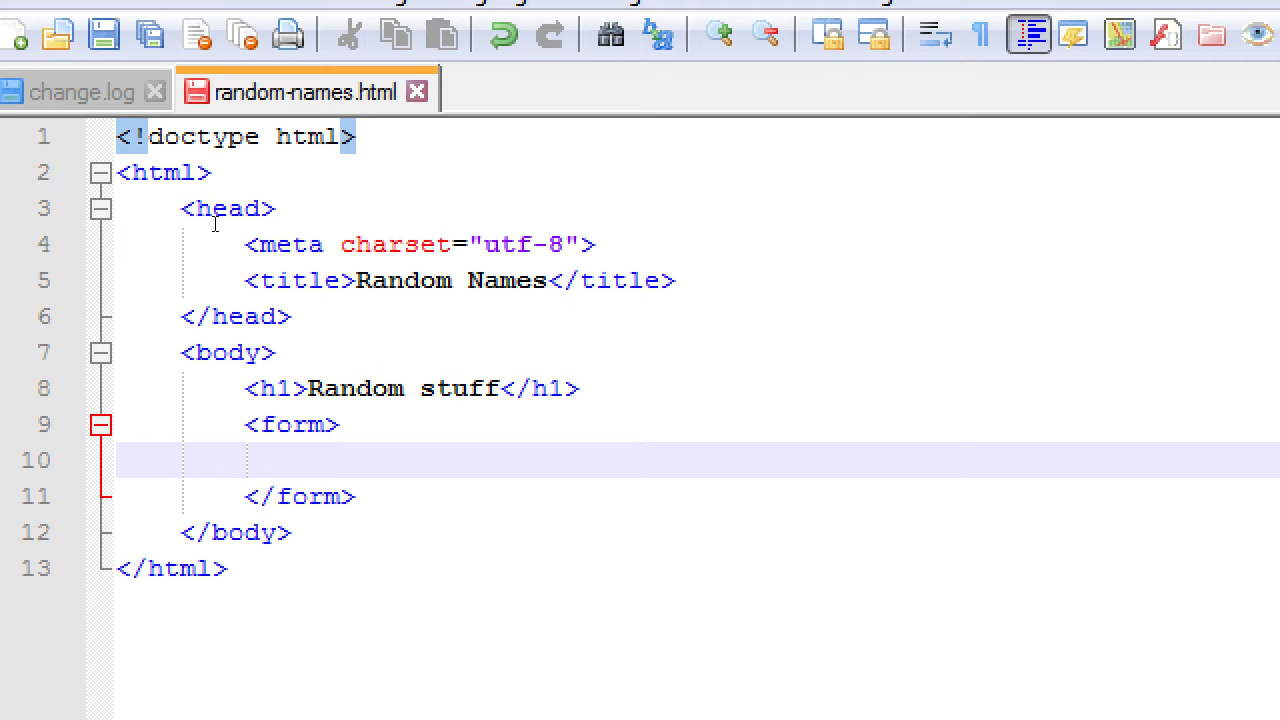 change.log random-names.html
1 <!doctype html>
2 <html>
3 <head>
4 <meta charset="utf-8">
5 <title>Random Names</title>
6 </head>
7 <body>
8 <h1>Random stuff</h1>
9 <form>
10
11 </form>
12 </body>
13 </html>